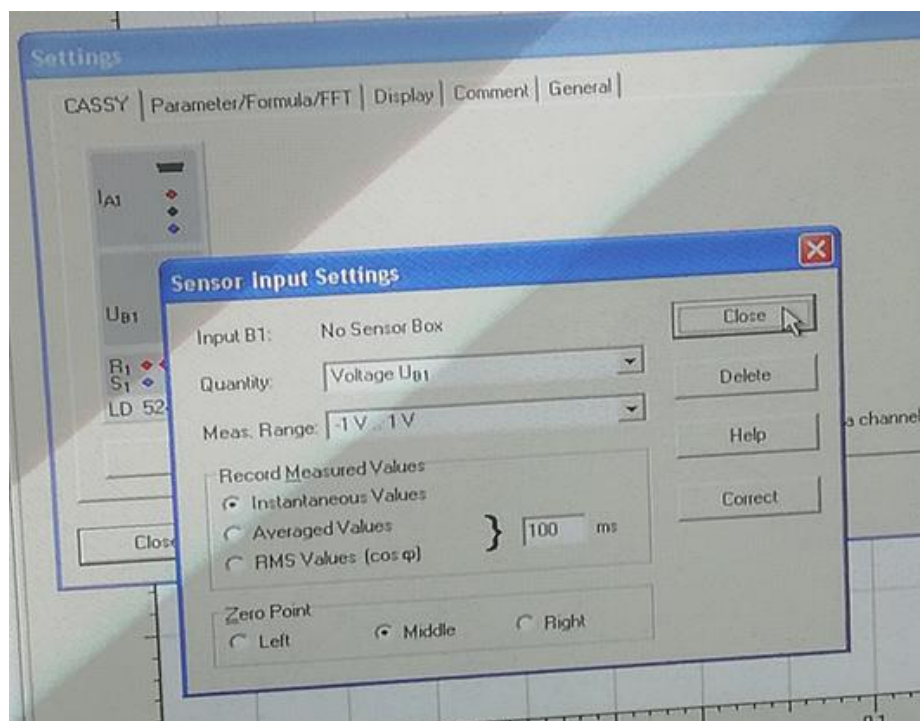 Settings
CASSY Parameter/Formula/FFT Display Comment General
IA1
UB1
R1
S1
LD 52
a channel
Close
Sensor Input Settings
Input B1: No Sensor Box
Quantity: Voltage UB1
Meas. Range: -1 V .. 1 V
Record Measured Values
Instantaneous Values
Averaged Values
RMS Values (cos φ)
} 100 ms
Zero Point
Left Middle Right
Close
Delete
Help
Correct
0.1